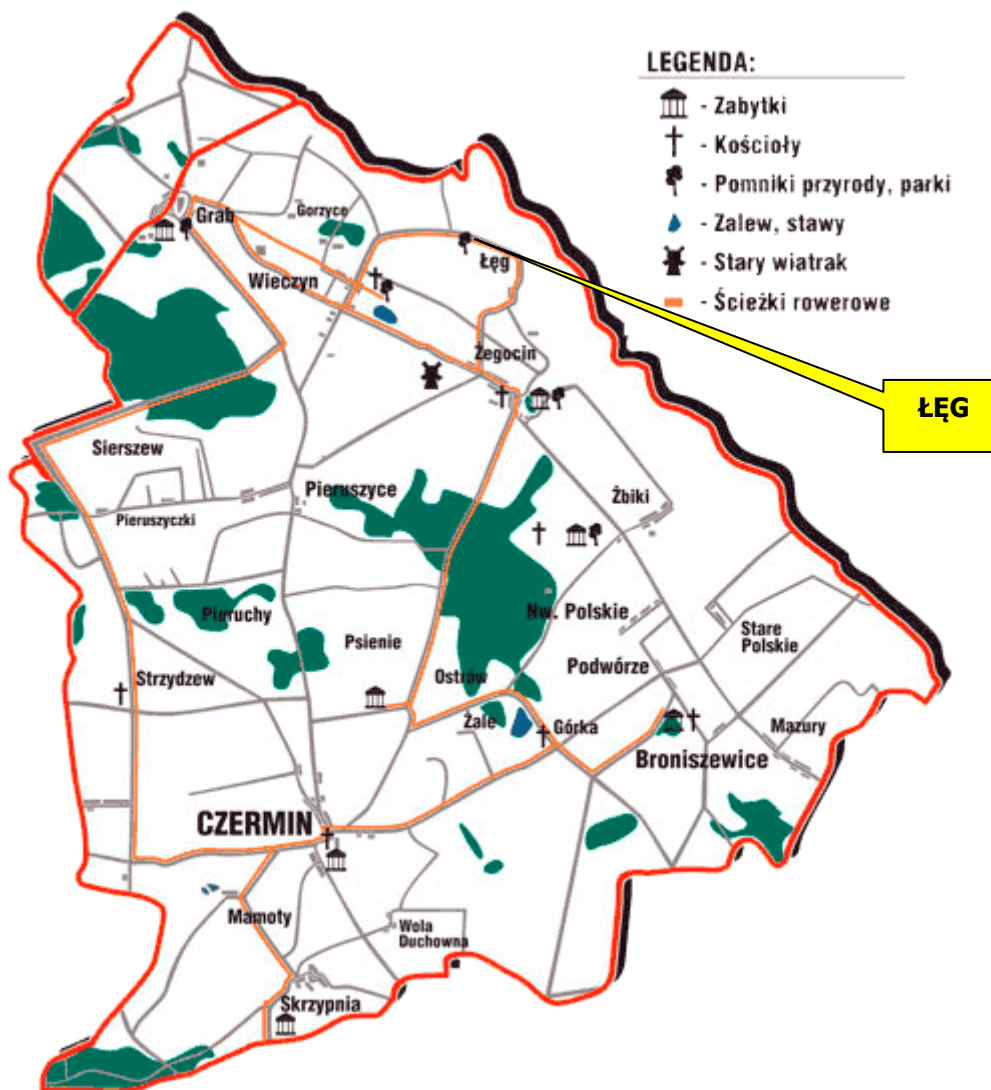 LEGENDA:
- Zabytki
- Kościoły
- Pomniki przyrody, parki
- Zalew, stawy
- Stary wiatrak
- Ścieżki rowerowe
Grab
Gorzyce
Łęg
Wieczyn
Żegocin
ŁĘG
Sierszew
Pieruszyce
Żbiki
Pieruszyczki
Pieruchy
Nw. Polskie
Psienie
Stare
Polskie
Podwórze
Strzydzew
Ostrów
Żale
Górka
Mazury
Broniszewice
CZERMIN
Mamoty
Wola
Duchowna
Skrzypnia